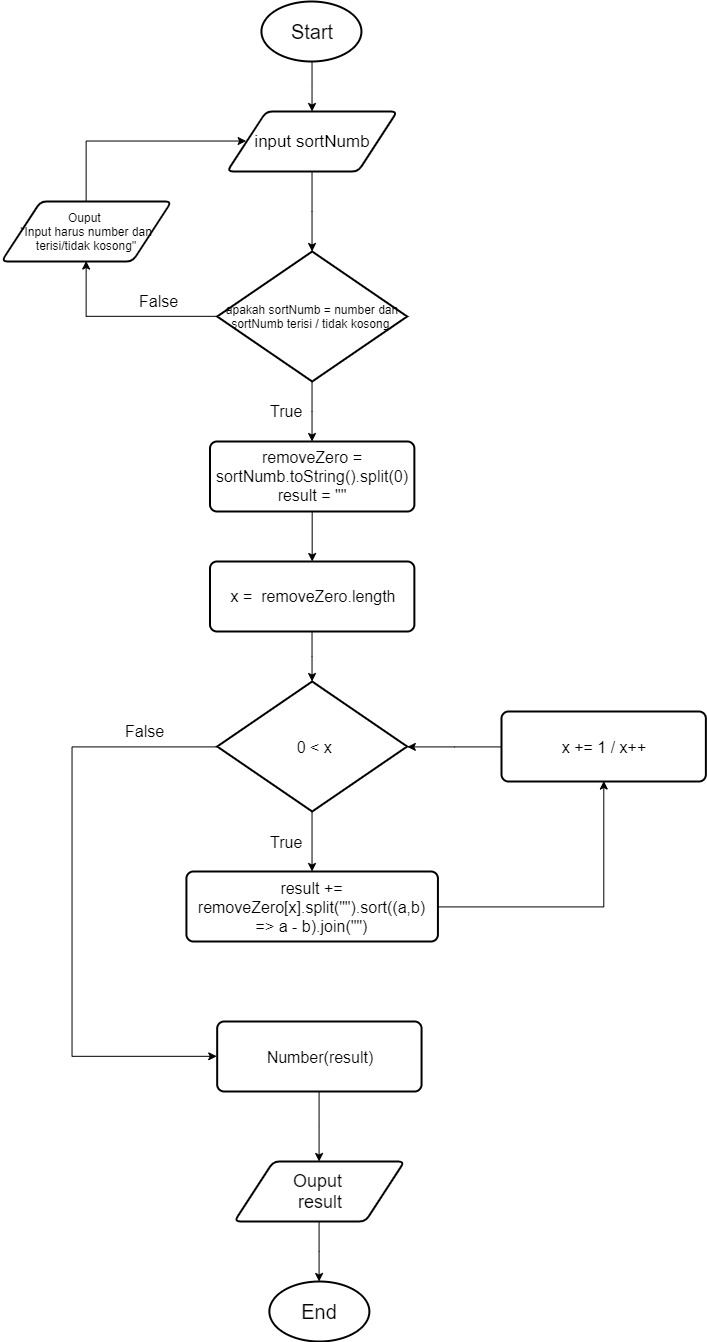 Start
input sortNumb
Ouput
"Input harus number dan
terisi/tidak kosong"
False
apakah sortNumb = number dan
sortNumb terisi / tidak kosong
True
removeZero =
sortNumb.toString().split(0)
result = ""
x = removeZero.length
False
0 < x
x += 1 / x++
True
result +=
removeZero[x].split("").sort((a,b)
=> a - b).join("")
Number(result)
Ouput
result
End